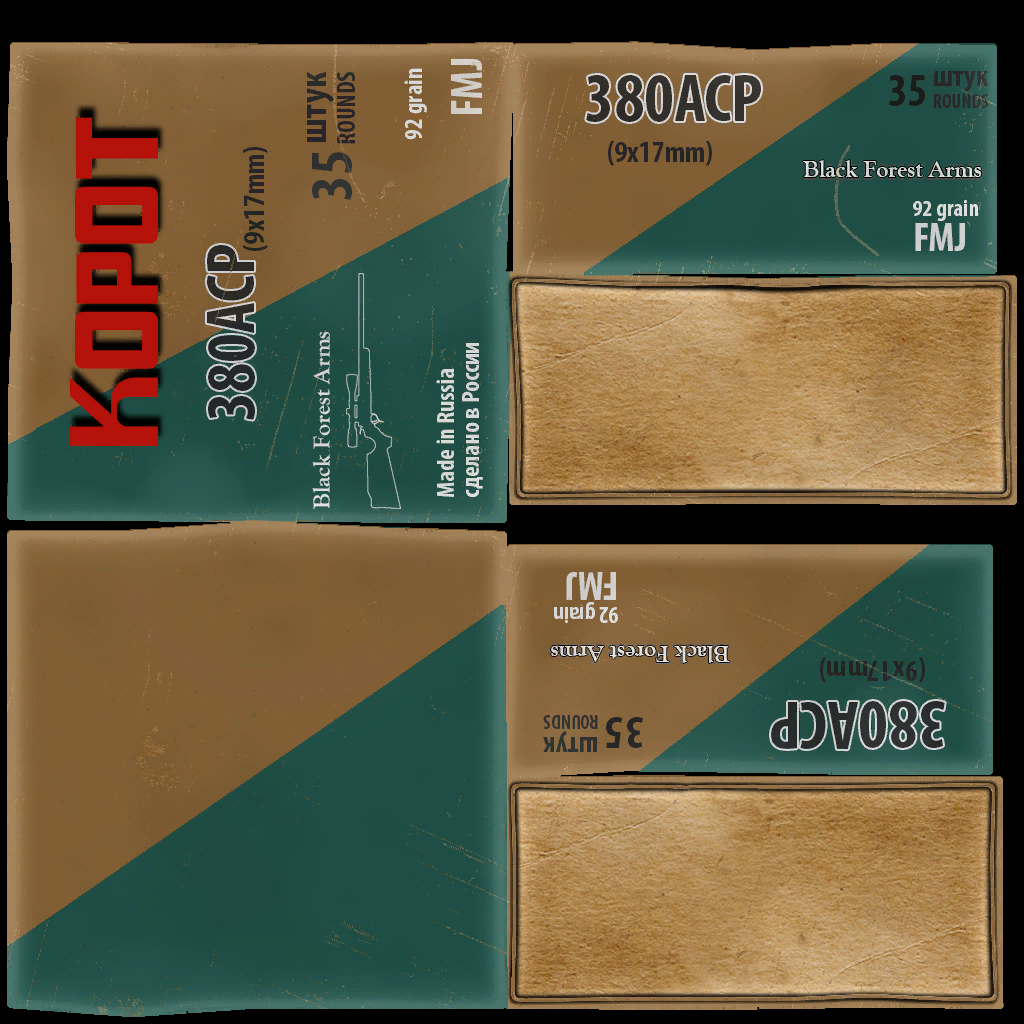 КОРОТ
380ACP
(9x17mm)
35 ШТУК
ROUNDS
92 grain
FMJ
Black Forest Arms
Made in Russia
сделано в России
380ACP
(9x17mm)
35 ШТУК
ROUNDS
Black Forest Arms
92 grain
FMJ
380ACP
(9x17mm)
35 ШТУК
ROUNDS
Black Forest Arms
92 grain
FMJ